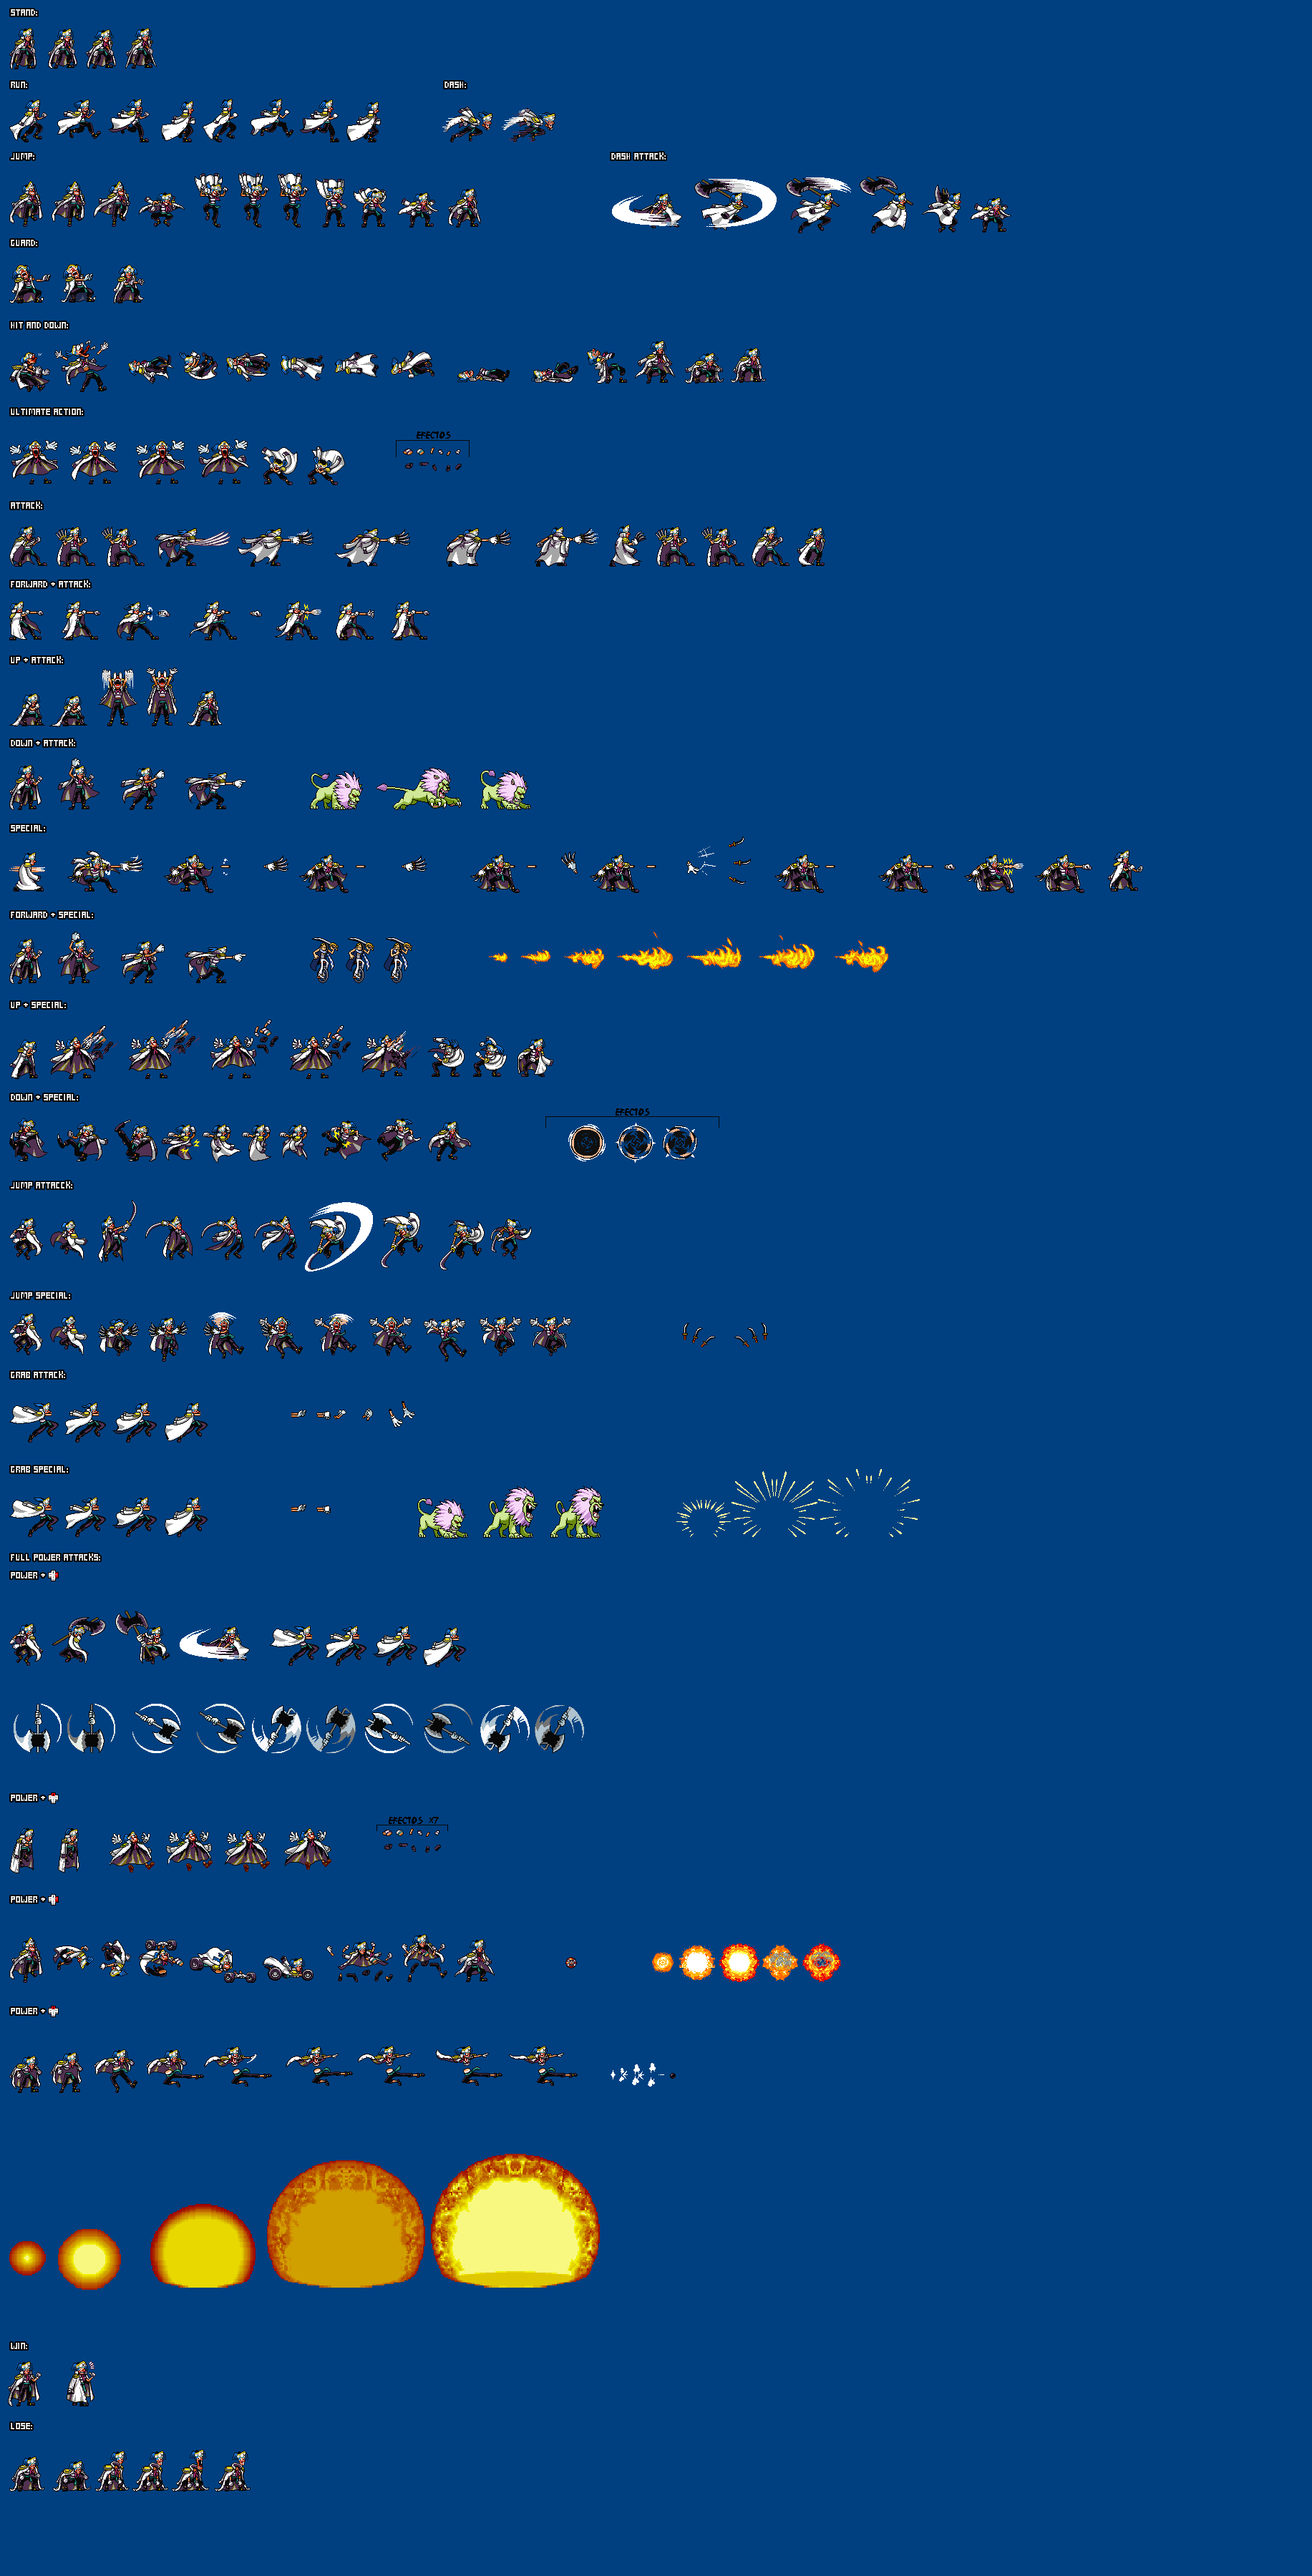 STAND:
RUN:
DASH:
JUMP:
DASH ATTACK:
GUARD:
HIT AND DOWN:
ULTIMATE ACTION:
EFECTOS
ATTACK:
FORWARD + ATTACK:
UP + ATTACK:
DOWN + ATTACK:
SPECIAL:
FORWARD + SPECIAL:
UP + SPECIAL:
DOWN + SPECIAL:
EFECTOS
JUMP ATTACCK:
JUMP SPECIAL:
GRAB ATTACK:
GRAB SPECIAL:
FULL POWER ATTACKS:
POWER +
POWER +
EFECTOS X7
POWER +
POWER +
WIN:
LOSE: